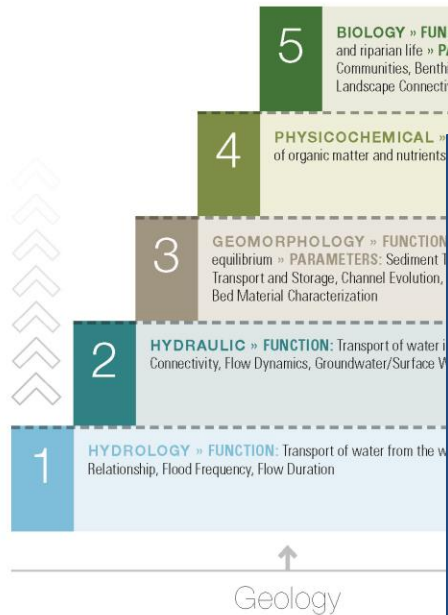 5
BIOLOGY » FUN
and riparian life » PA
Communities, Benth
Landscape Connectiv
4
PHYSICOCHEMICAL »
of organic matter and nutrients
3
GEOMORPHOLOGY » FUNCTION
equilibrium » PARAMETERS: Sediment T
Transport and Storage, Channel Evolution,
Bed Material Characterization
2
HYDRAULIC » FUNCTION: Transport of water i
Connectivity, Flow Dynamics, Groundwater/Surface W
1
HYDROLOGY » FUNCTION: Transport of water from the w
Relationship, Flood Frequency, Flow Duration
Geology